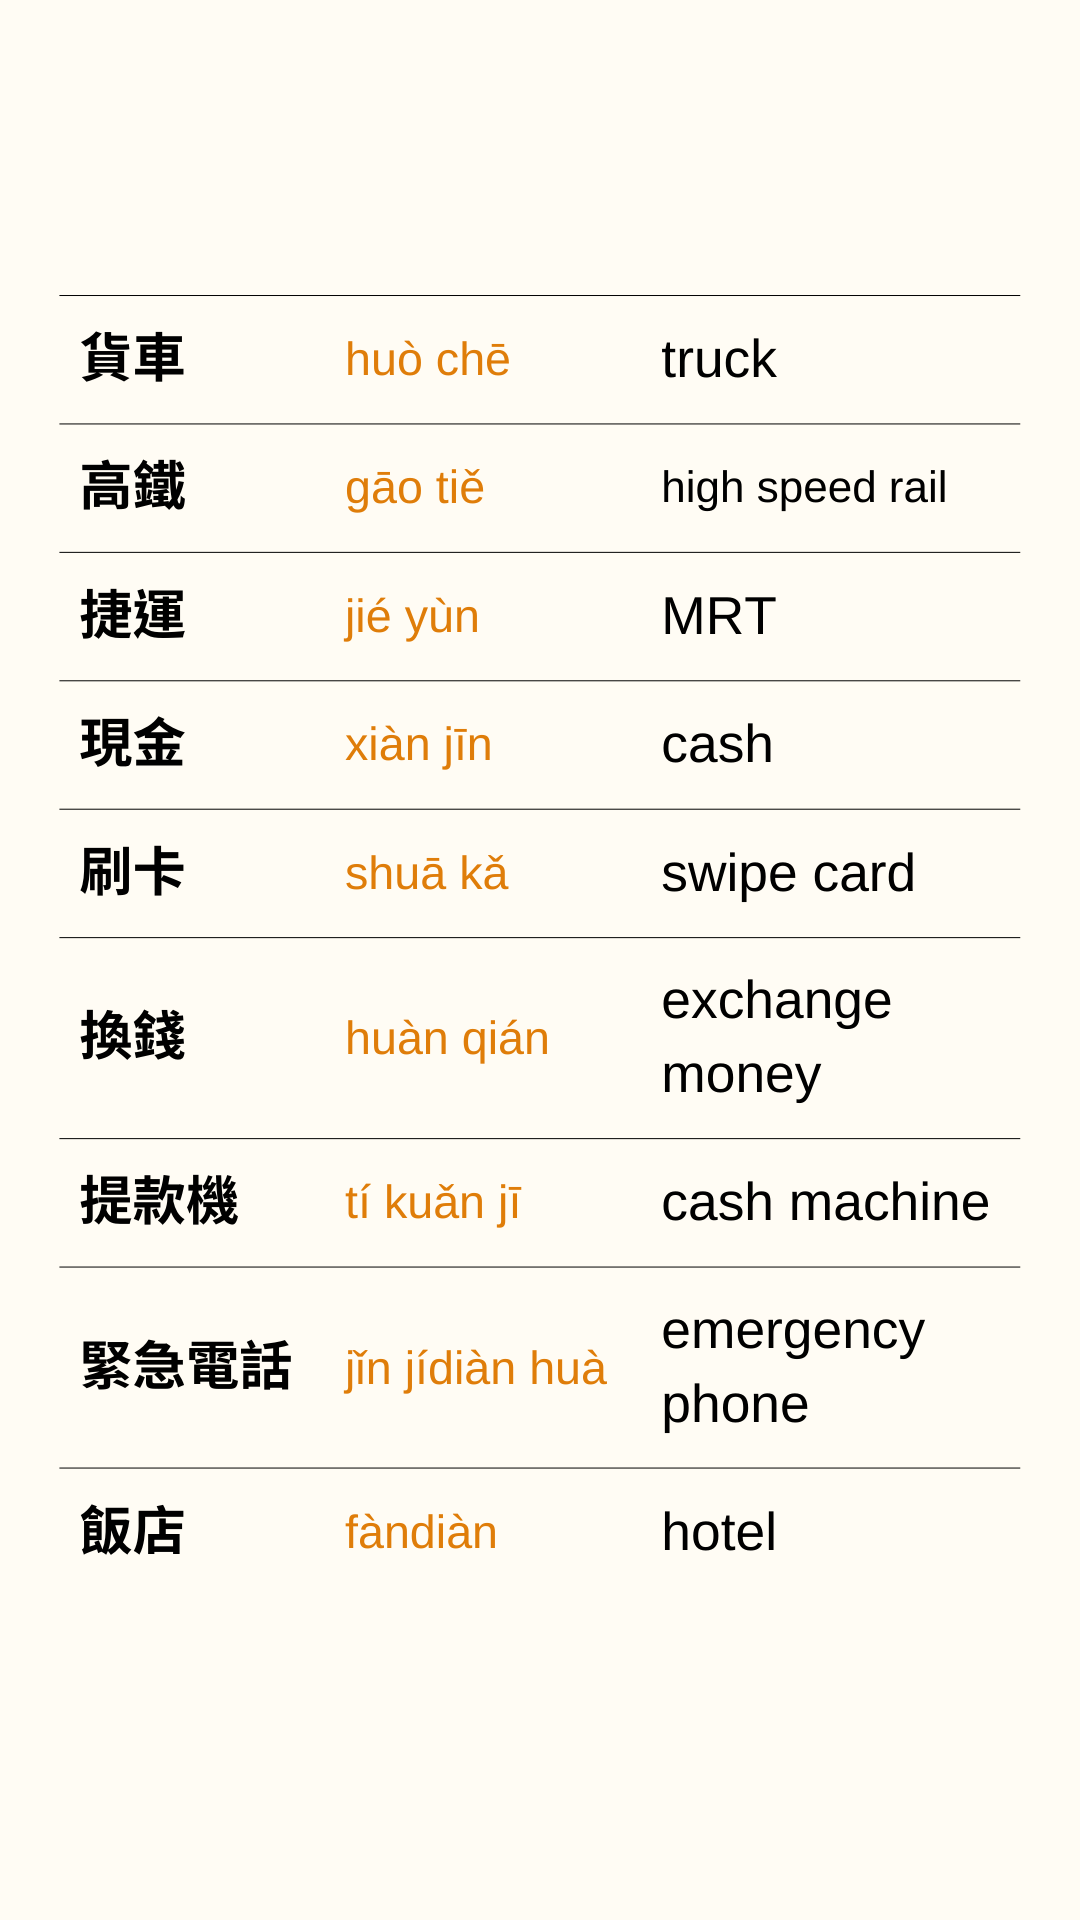 貨車 huò chē truck
高鐵 gāo tiě high speed rail
捷運 jié yùn MRT
現金 xiàn jīn cash
刷卡 shuā kǎ swipe card
換錢 huàn qián exchange
money
提款機 tí kuǎn jī cash machine
緊急電話 jǐn jídiàn huà emergency
phone
飯店 fàndiàn hotel